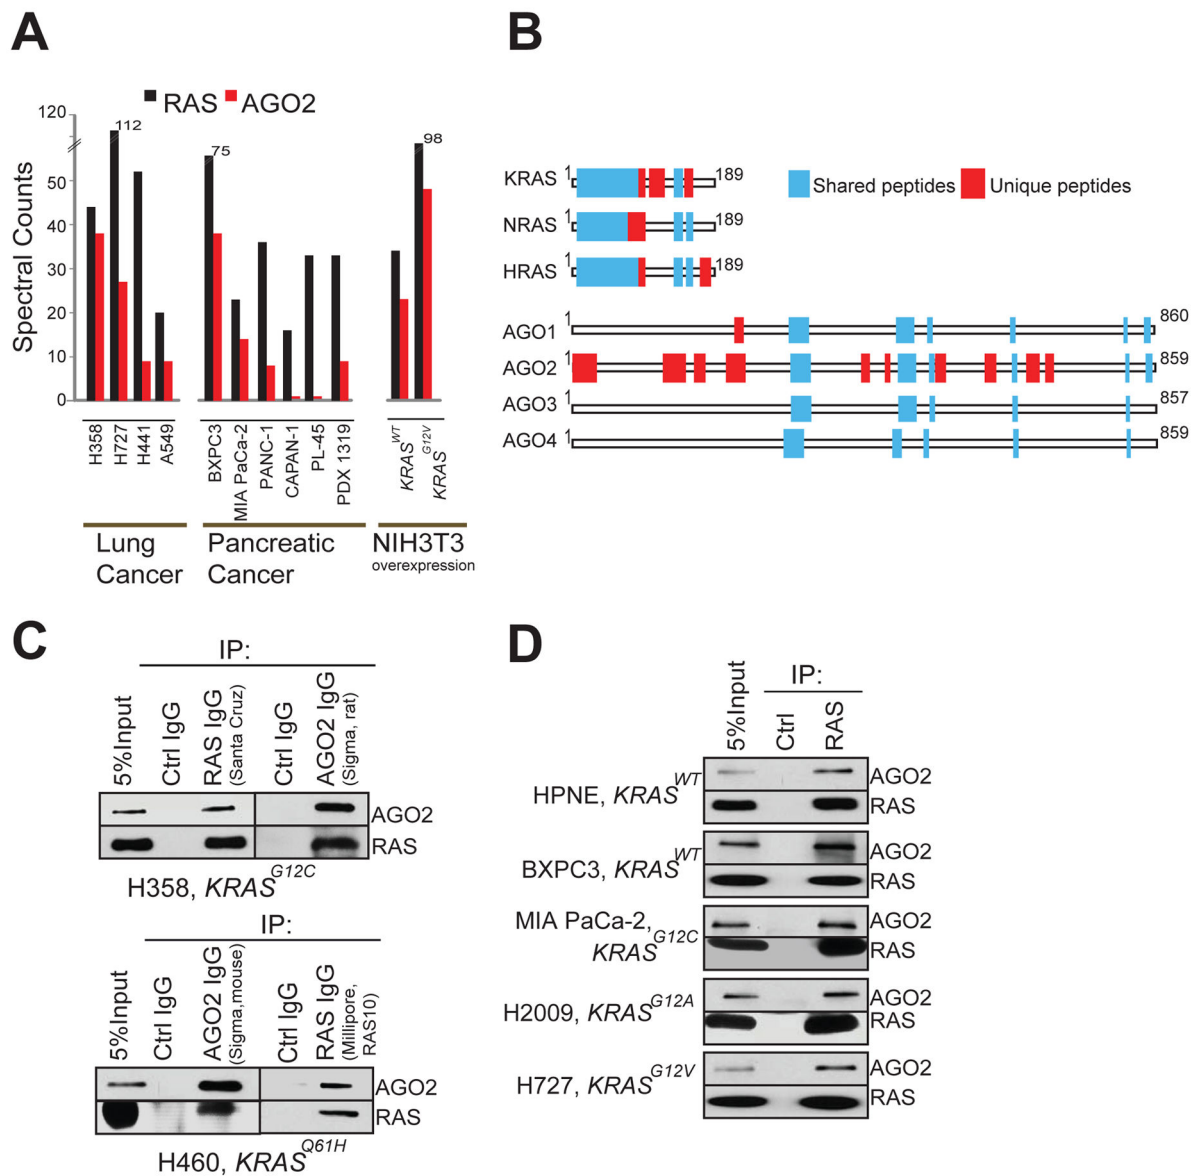 A
RAS AGO2
120
112
75
98
50
40
30
20
10
0
Spectral Counts
H358
H727
H441
A549
BXPC3
MIA PaCa-2
PANC-1
CAPAN-1
PL-45
PDX 1319
KRAS WT
KRAS G12V
Lung
Cancer
Pancreatic
Cancer
NIH3T3
overexpression
B
Shared peptides Unique peptides
KRAS 1 189
NRAS 1 189
HRAS 1 189
AGO1 1 860
AGO2 1 859
AGO3 1 857
AGO4 1 859
C
IP:
5%Input
Ctrl IgG
RAS IgG
(Santa Cruz)
Ctrl IgG
AGO2 IgG
(Sigma, rat)
AGO2
RAS
H358, KRAS G12C
IP:
5%Input
Ctrl IgG
AGO2 IgG
(Sigma,mouse)
Ctrl IgG
RAS IgG
(Millipore,
RAS10)
AGO2
RAS
H460, KRAS Q61H
D
IP:
5%Input
Ctrl
RAS
HPNE, KRAS WT
AGO2
RAS
BXPC3, KRAS WT
AGO2
RAS
MIA PaCa-2,
KRAS G12C
AGO2
RAS
H2009, KRAS G12A
AGO2
RAS
H727, KRAS G12V
AGO2
RAS